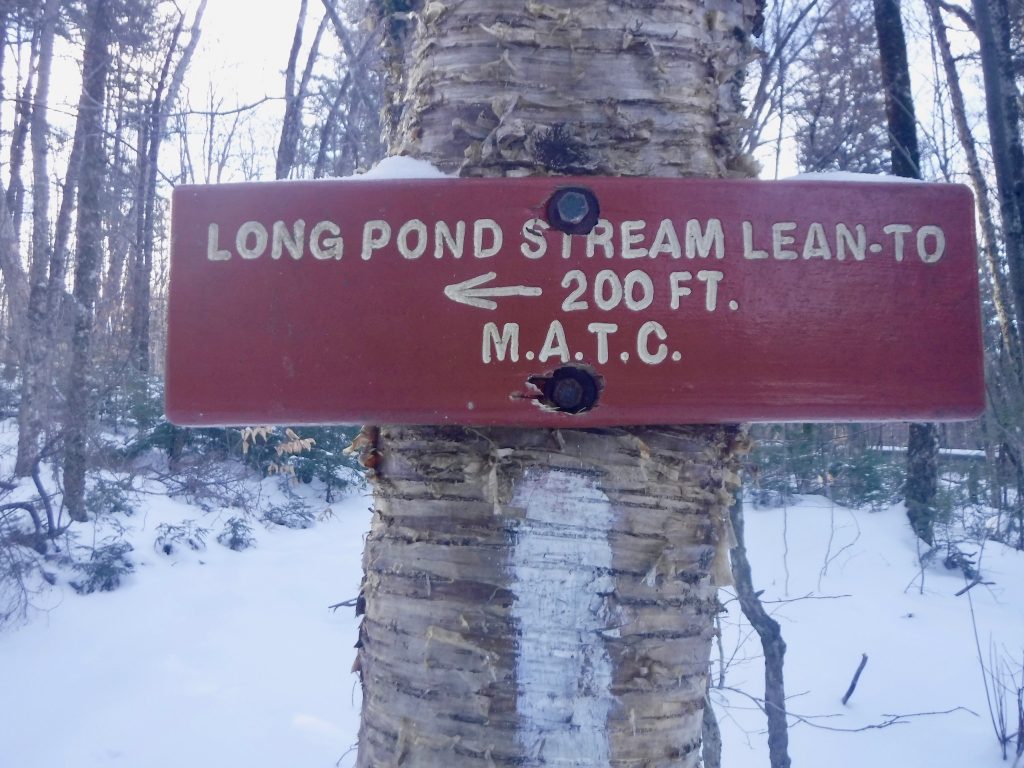 LONG POND STREAM LEAN-TO
← 200 FT.
M.A.T.C.